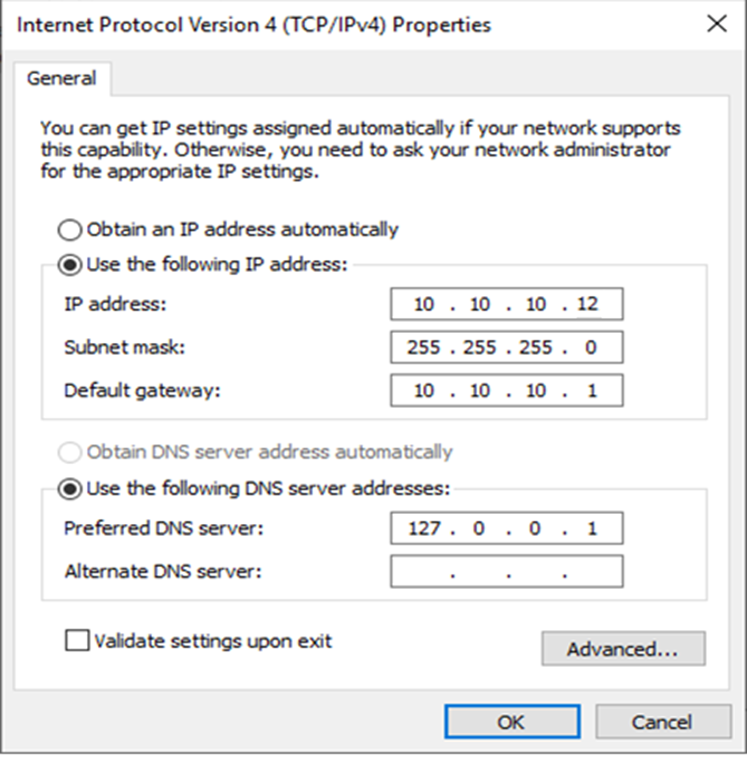 Internet Protocol Version 4 (TCP/IPv4) Properties
General
You can get IP settings assigned automatically if your network supports
this capability. Otherwise, you need to ask your network administrator
for the appropriate IP settings.
Obtain an IP address automatically
Use the following IP address:
IP address: 10 . 10 . 10 . 12
Subnet mask: 255 . 255 . 255 . 0
Default gateway: 10 . 10 . 10 . 1
Obtain DNS server address automatically
Use the following DNS server addresses:
Preferred DNS server: 127 . 0 . 0 . 1
Alternate DNS server: . . .
Validate settings upon exit
Advanced...
OK Cancel